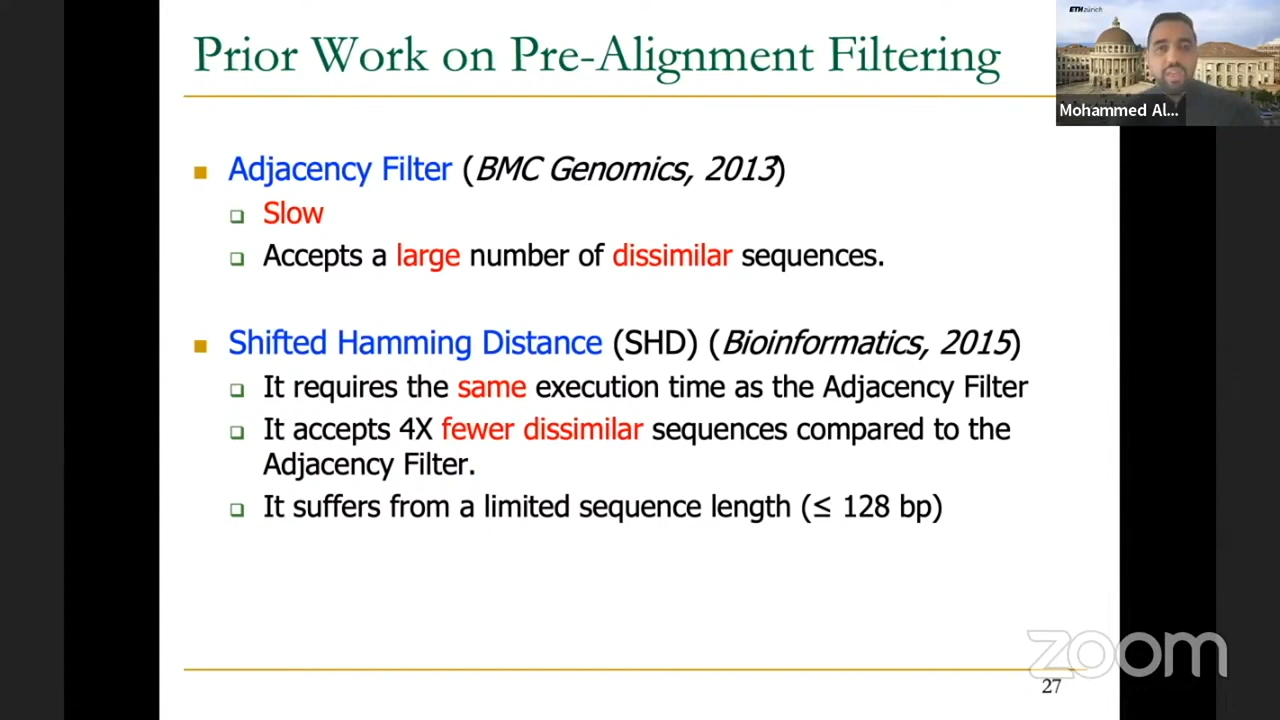 Prior Work on Pre-Alignment Filtering
ETH zürich
Mohammed Al...
Adjacency Filter (BMC Genomics, 2013)
Slow
Accepts a large number of dissimilar sequences.
Shifted Hamming Distance (SHD) (Bioinformatics, 2015)
It requires the same execution time as the Adjacency Filter
It accepts 4X fewer dissimilar sequences compared to the
Adjacency Filter.
It suffers from a limited sequence length (≤ 128 bp)
zoom
27